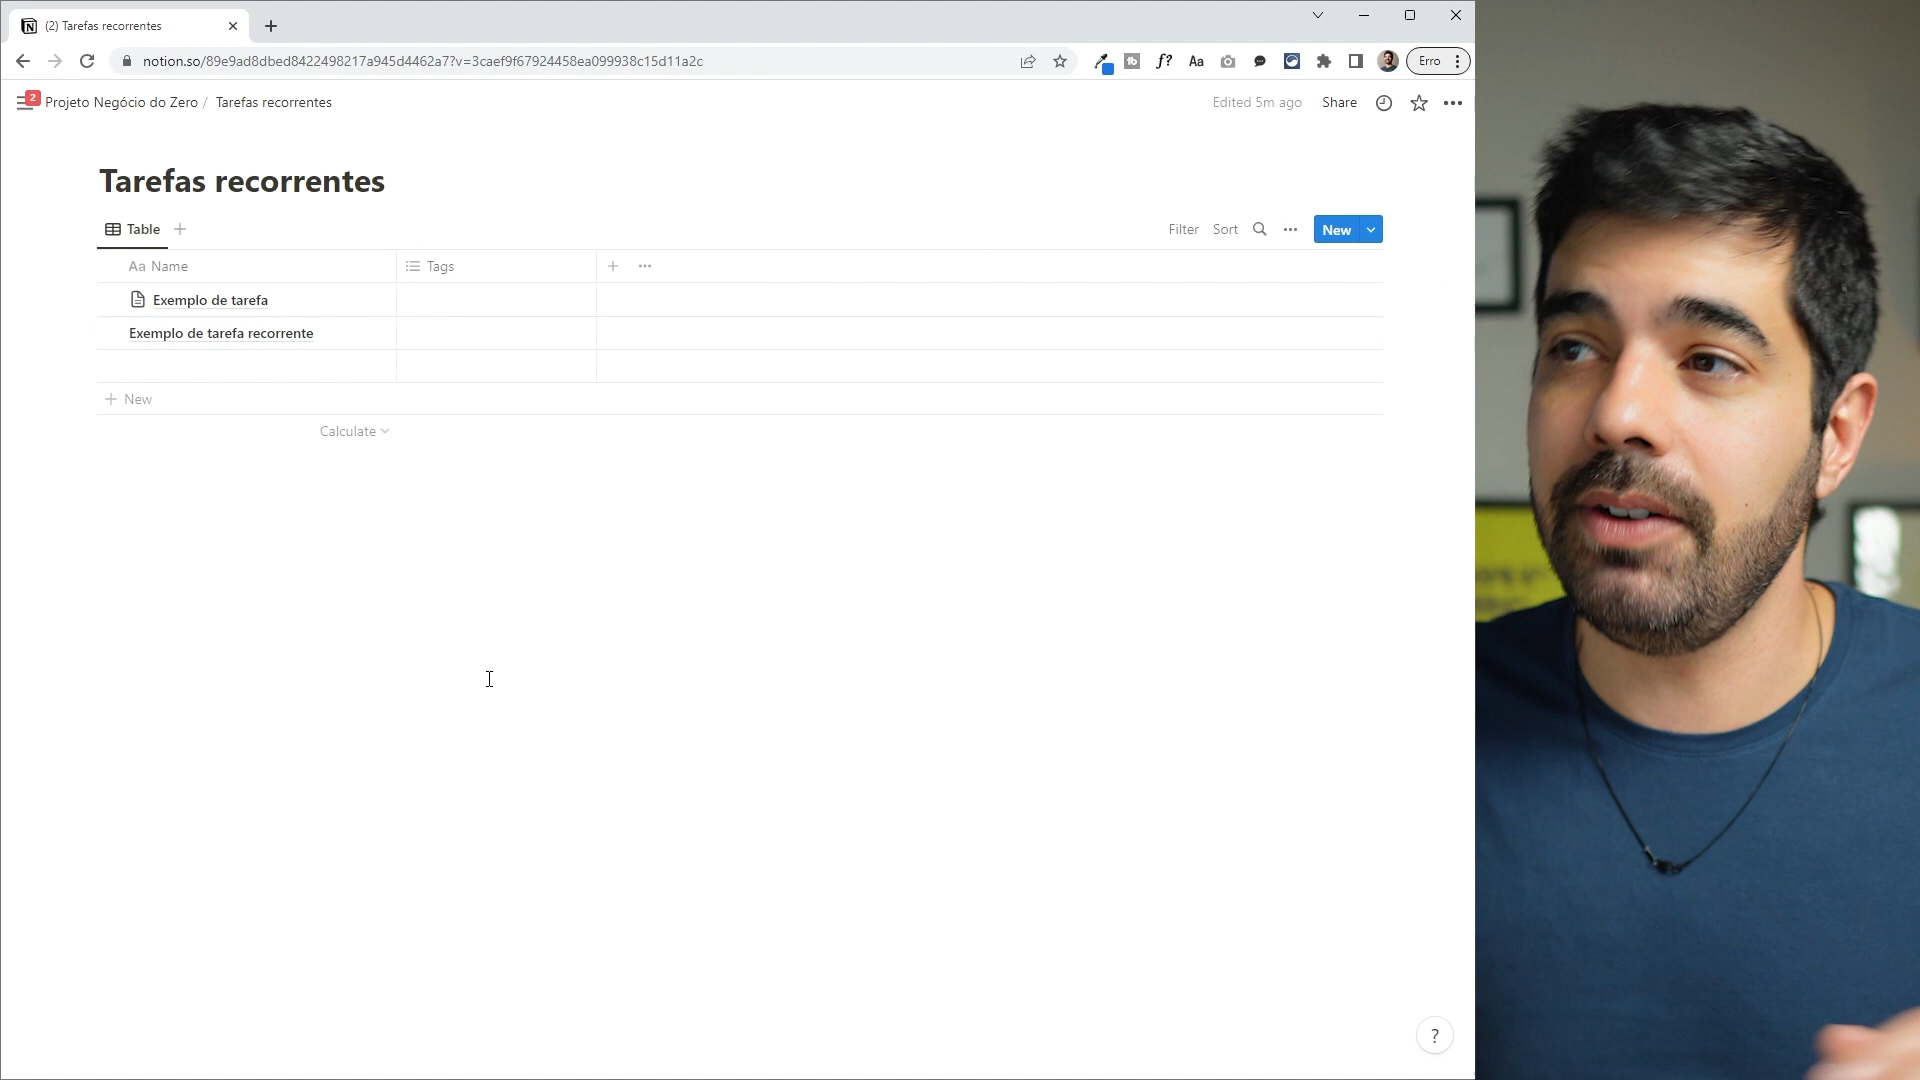 (2) Tarefas recorrentes
notion.so/89e9ad8dbed8422498217a945d4462a7?v=3caef9f67924458ea099938c15d11a2c
Erro
2
Projeto Negócio do Zero / Tarefas recorrentes
Edited 5m ago
Share
Tarefas recorrentes
Table
Filter
Sort
New
Aa Name
Tags
Exemplo de tarefa
Exemplo de tarefa recorrente
New
Calculate
?